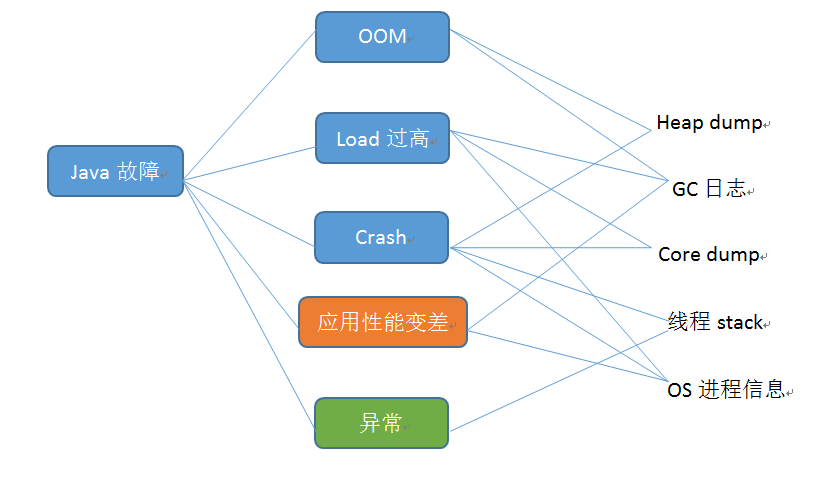 OOM
Load 过高
Java 故障
Crash
应用性能变差
异常
Heap dump
GC 日志
Core dump
线程 stack
OS 进程信息